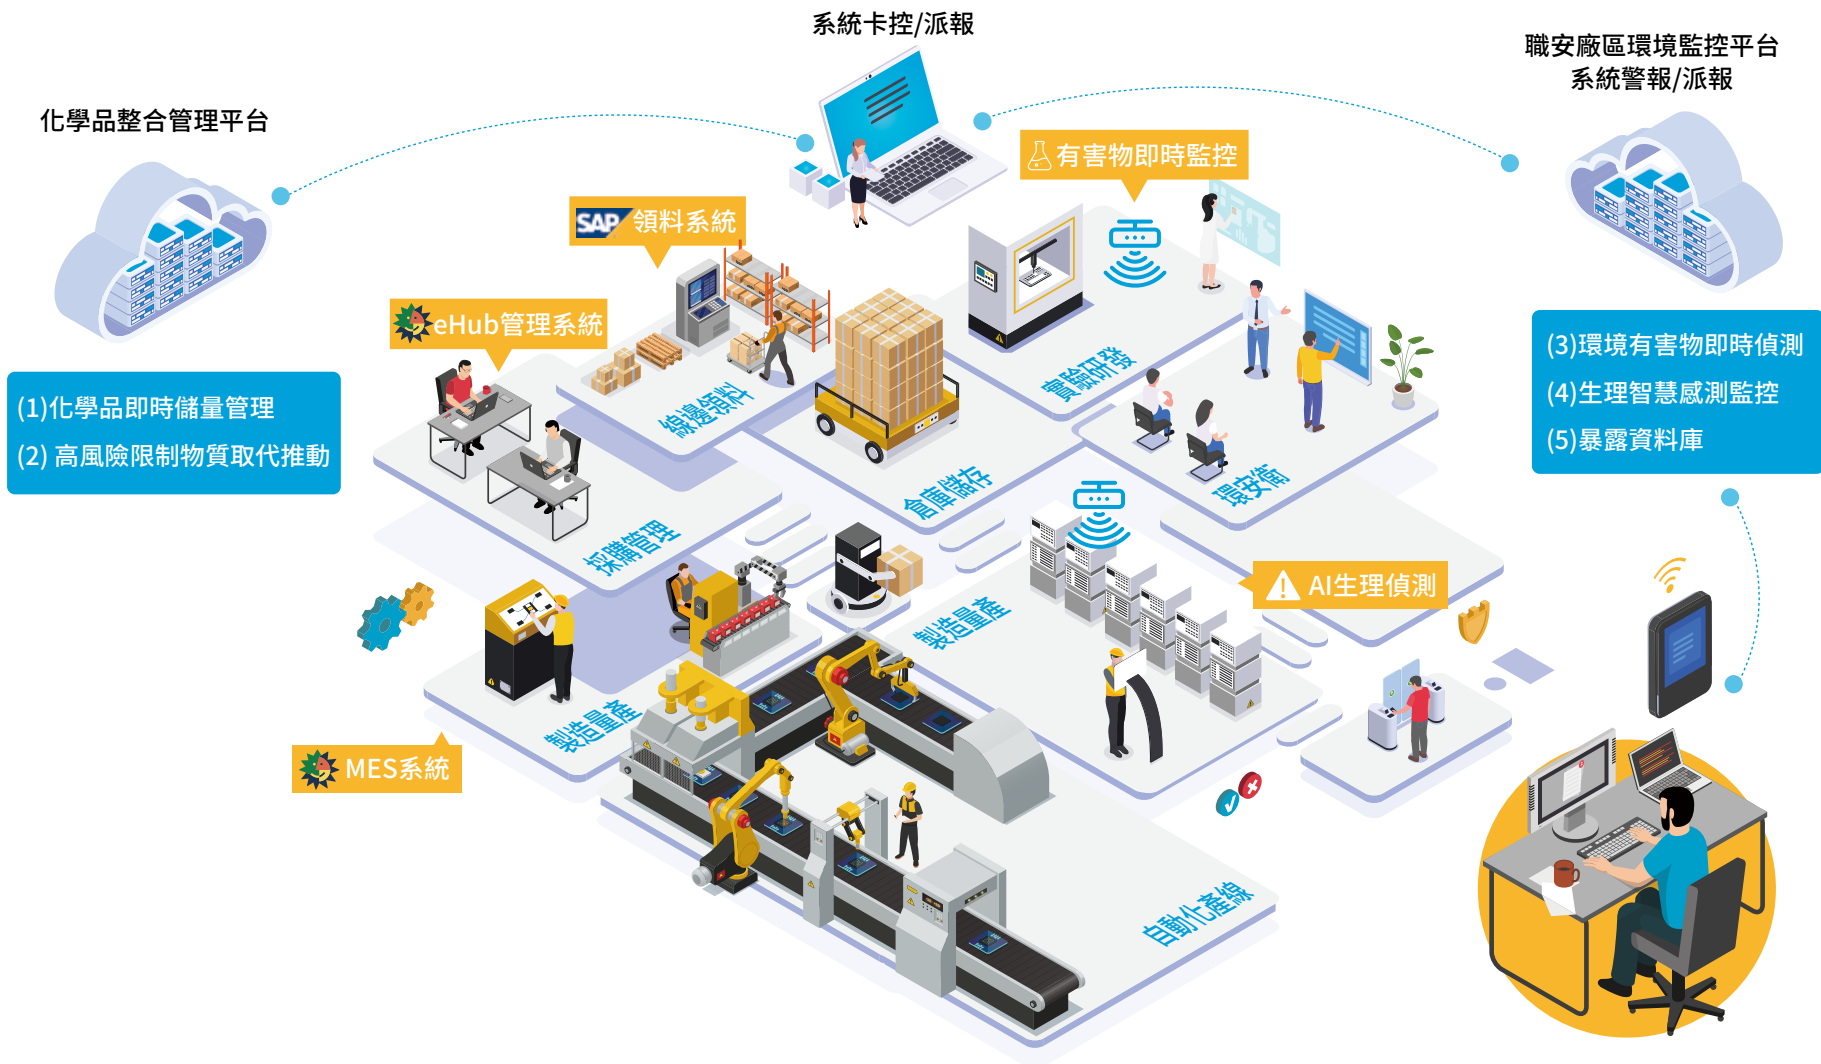 系統卡控/派報
職安廠區環境監控平台
系統警報/派報
化學品整合管理平台
有害物即時監控
SAP 領料系統
eHub管理系統
(1)化學品即時儲量管理
(2) 高風險限制物質取代推動
(3)環境有害物即時偵測
(4)生理智慧感測監控
(5)暴露資料庫
實驗研發
線邊領料
倉庫儲存
環安衛
採購管理
AI生理偵測
製造量產
製造量產
MES系統
自動化產線